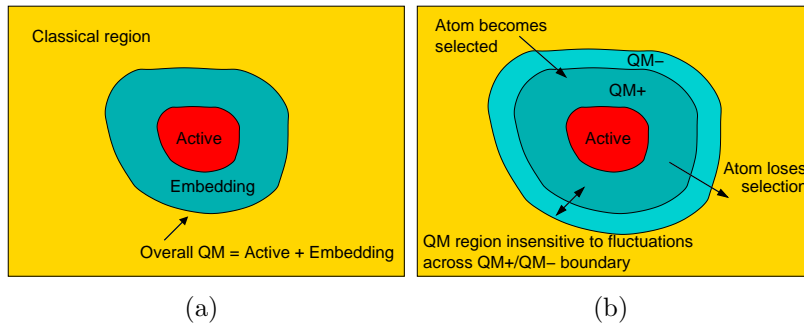 Classical region
Active
Embedding
Overall QM = Active + Embedding
(a)
Atom becomes
selected
QM−
QM+
Active
Atom loses
selection
QM region insensitive to fluctuations
across QM+/QM− boundary
(b)